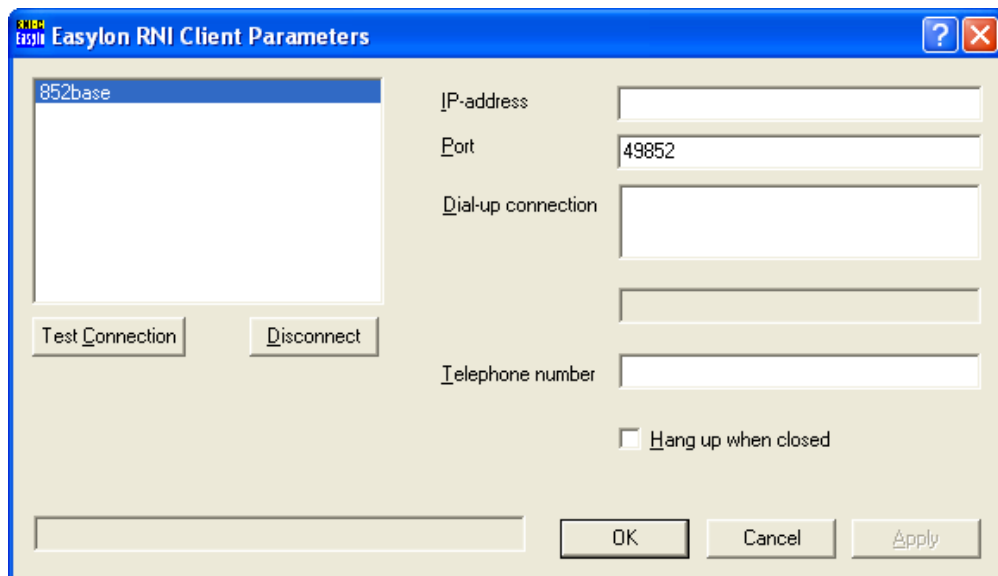 Easylon RNI Client Parameters
852base
IP-address
Port
49852
Dial-up connection
Test Connection
Disconnect
Telephone number
Hang up when closed
OK
Cancel
Apply